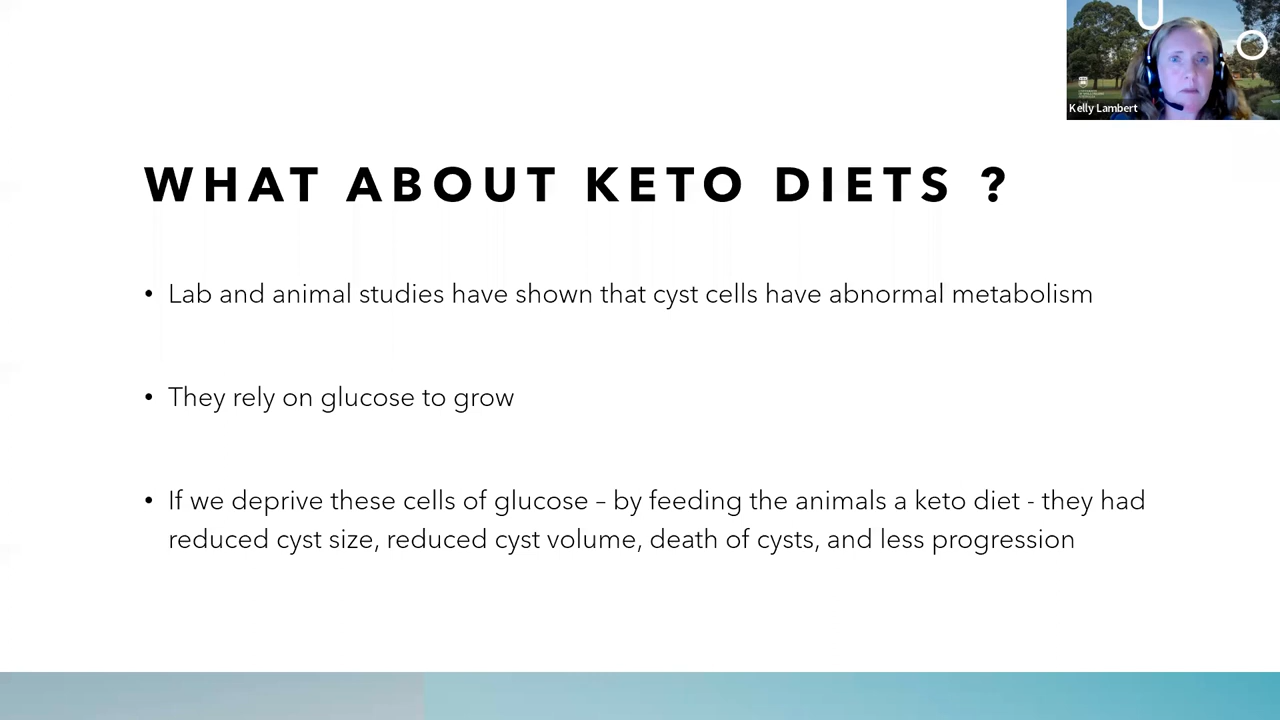 Kelly Lambert
WHAT ABOUT KETO DIETS ?
• Lab and animal studies have shown that cyst cells have abnormal metabolism
• They rely on glucose to grow
• If we deprive these cells of glucose – by feeding the animals a keto diet - they had
reduced cyst size, reduced cyst volume, death of cysts, and less progression